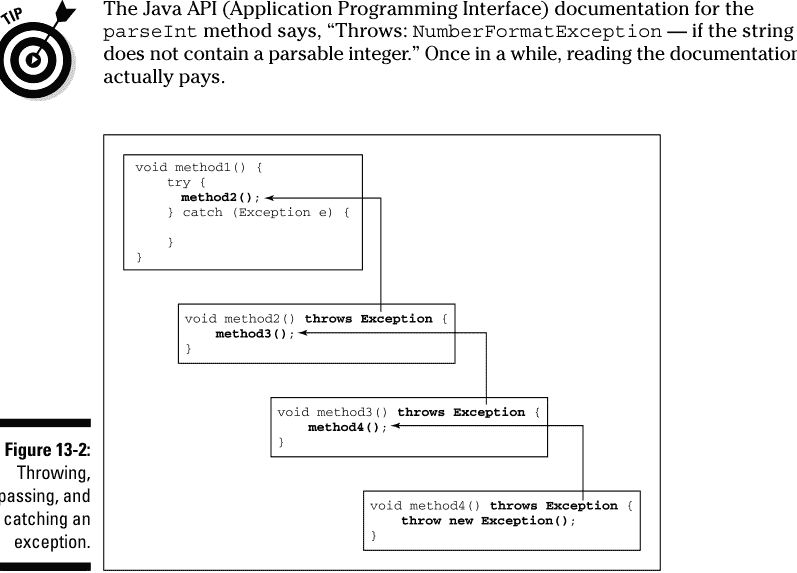 TIP
The Java API (Application Programming Interface) documentation for the
parseInt method says, “Throws: NumberFormatException — if the string
does not contain a parsable integer.” Once in a while, reading the documentation
actually pays.
void method1() {
try {
method2();
} catch (Exception e) {
}
}
void method2() throws Exception {
method3();
}
void method3() throws Exception {
method4();
}
void method4() throws Exception {
throw new Exception();
}
Figure 13-2:
Throwing,
passing, and
catching an
exception.